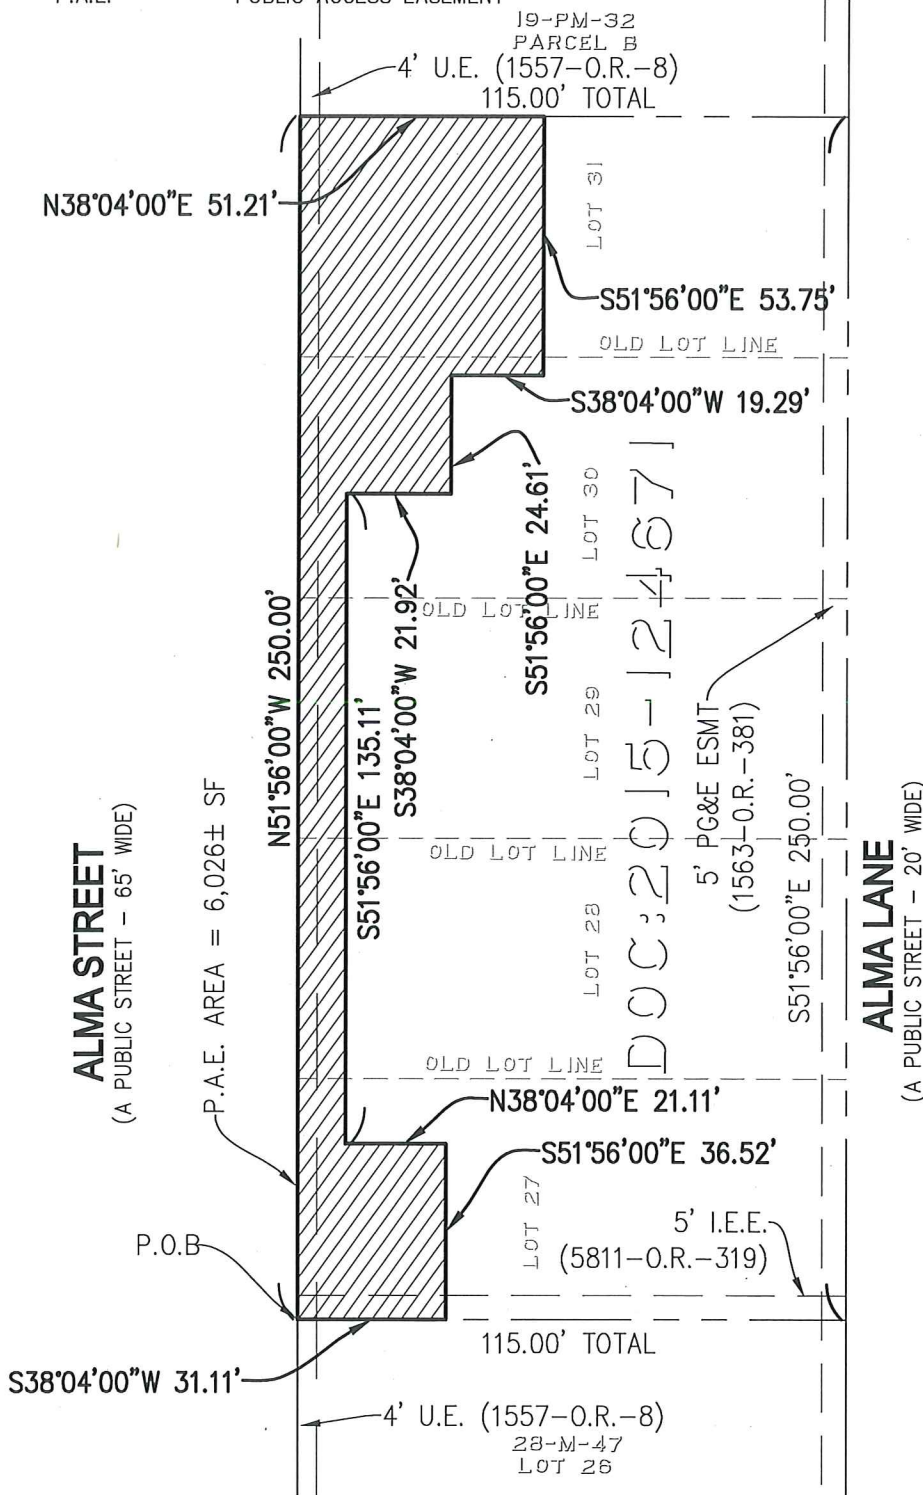 PUBLIC ACCESS EASEMENT
19-PM-32
PARCEL B
4' U.E. (1557-O.R.-8)
115.00' TOTAL
N38°04'00"E 51.21'
LOT 31
S51°56'00"E 53.75'
OLD LOT LINE
S38°04'00"W 19.29'
S51°56'00"E 24.61'
LOT 30
S38°04'00"W 21.92'
OLD LOT LINE
N51°56'00"W 250.00'
S51°56'00"E 135.11'
LOT 29
DOC:2015-124671
5' PG&E ESMT
(1563-O.R.-381)
S51°56'00"E 250.00'
ALMA STREET
(A PUBLIC STREET - 65' WIDE)
P.A.E. AREA = 6,026± SF
OLD LOT LINE
LOT 28
ALMA LANE
(A PUBLIC STREET - 20' WIDE)
OLD LOT LINE
N38°04'00"E 21.11'
S51°56'00"E 36.52'
LOT 27
5' I.E.E.
(5811-O.R.-319)
P.O.B
115.00' TOTAL
S38°04'00"W 31.11'
4' U.E. (1557-O.R.-8)
28-M-47
LOT 26